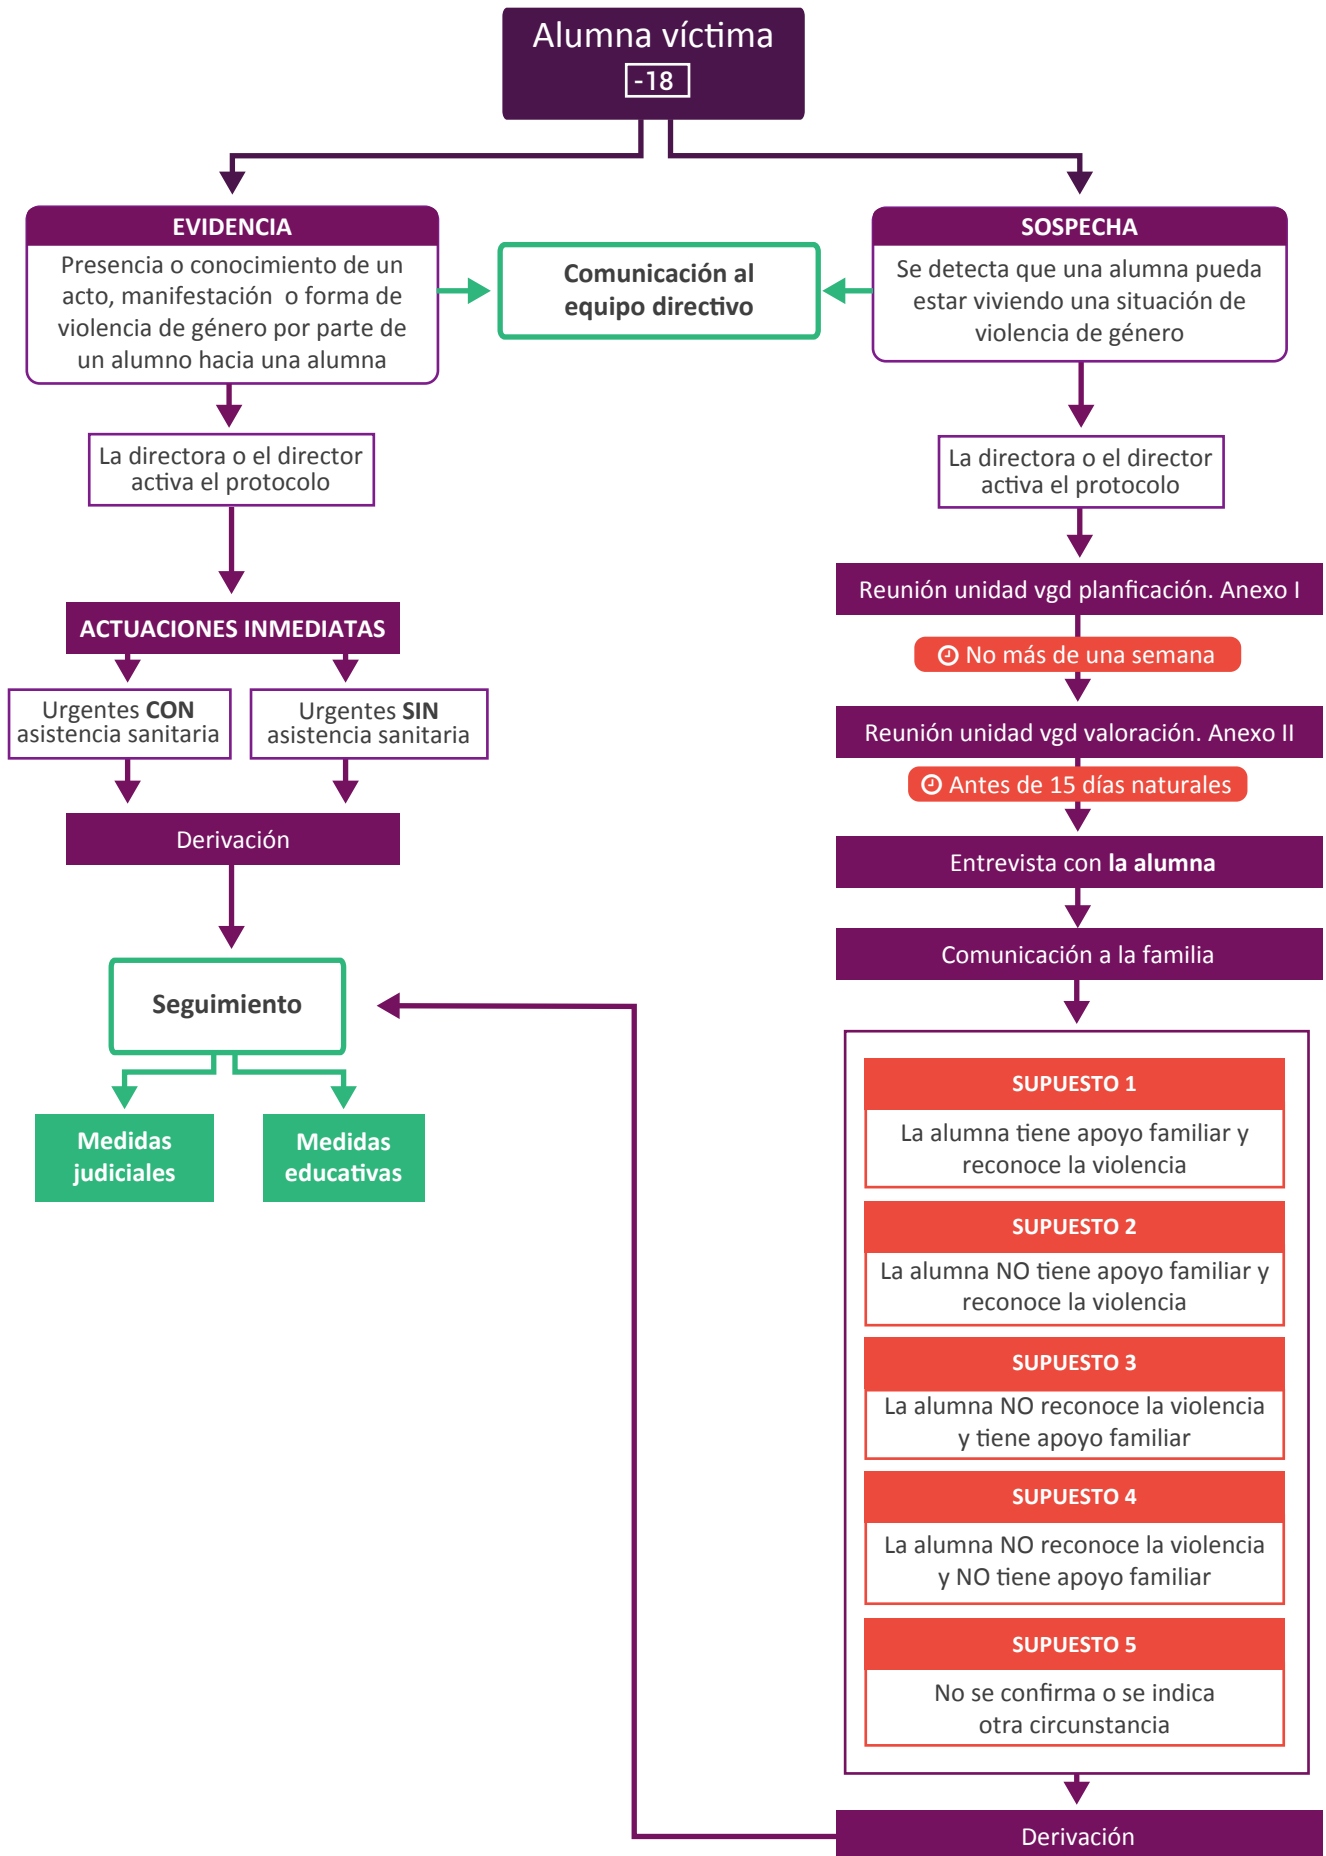 Alumna víctima
-18
EVIDENCIA
Presencia o conocimiento de un
acto, manifestación o forma de
violencia de género por parte de
un alumno hacia una alumna
Comunicación al
equipo directivo
SOSPECHA
Se detecta que una alumna pueda
estar viviendo una situación de
violencia de género
La directora o el director
activa el protocolo
ACTUACIONES INMEDIATAS
Urgentes CON
asistencia sanitaria
Urgentes SIN
asistencia sanitaria
Derivación
Seguimiento
Medidas
judiciales
Medidas
educativas
La directora o el director
activa el protocolo
Reunión unidad vgd planficación. Anexo I
No más de una semana
Reunión unidad vgd valoración. Anexo II
Antes de 15 días naturales
Entrevista con la alumna
Comunicación a la familia
SUPUESTO 1
La alumna tiene apoyo familiar y
reconoce la violencia
SUPUESTO 2
La alumna NO tiene apoyo familiar y
reconoce la violencia
SUPUESTO 3
La alumna NO reconoce la violencia
y tiene apoyo familiar
SUPUESTO 4
La alumna NO reconoce la violencia
y NO tiene apoyo familiar
SUPUESTO 5
No se confirma o se indica
otra circunstancia
Derivación